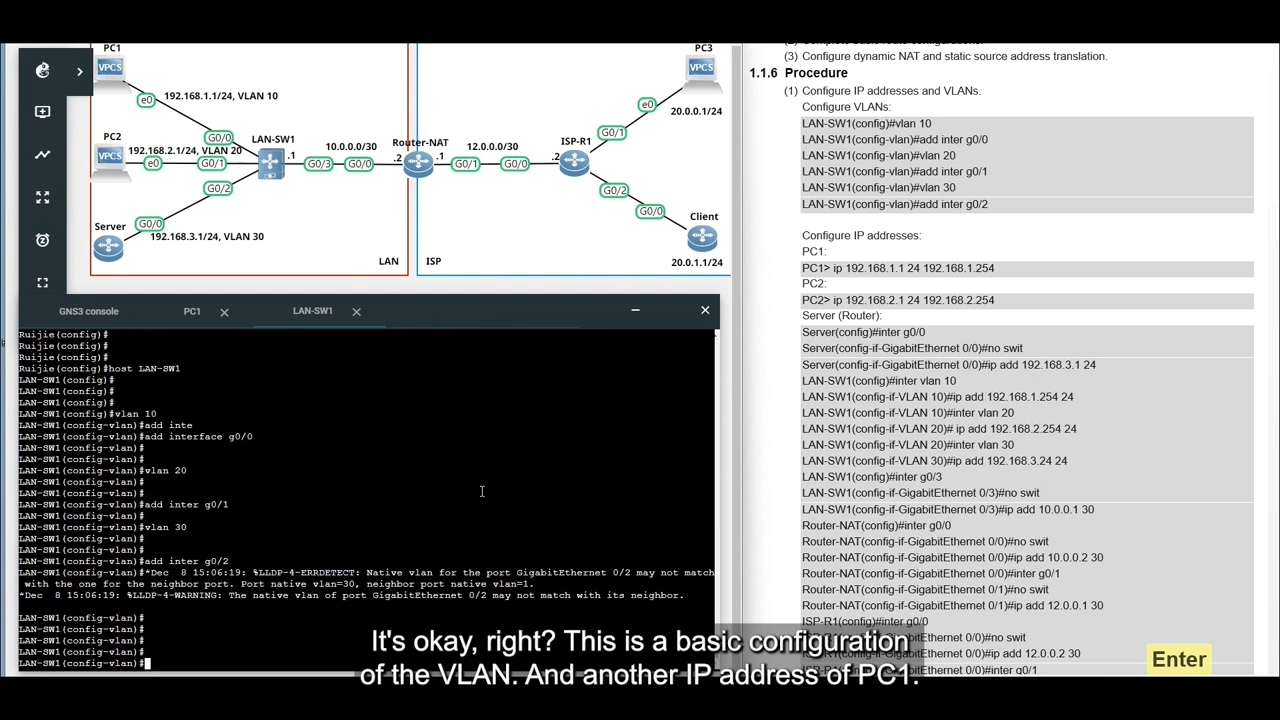 PC1
VPCS
e0
192.168.1.1/24, VLAN 10
PC2
VPCS
192.168.2.1/24, VLAN 20
e0
G0/0
G0/1
LAN-SW1
.1
G0/2
G0/3
10.0.0.0/30
G0/0
Router-NAT
.2
.1
12.0.0.0/30
G0/1
G0/0
ISP-R1
.2
G0/1
e0
PC3
VPCS
20.0.0.1/24
G0/2
G0/0
Client
20.0.1.1/24
Server
G0/0
192.168.3.1/24, VLAN 30
LAN
ISP
GNS3 console
PC1
LAN-SW1
Ruijie(config)#
Ruijie(config)#
Ruijie(config)#
Ruijie(config)#host LAN-SW1
LAN-SW1(config)#
LAN-SW1(config)#
LAN-SW1(config)#
LAN-SW1(config)#vlan 10
LAN-SW1(config-vlan)#add inte
LAN-SW1(config-vlan)#add interface g0/0
LAN-SW1(config-vlan)#
LAN-SW1(config-vlan)#
LAN-SW1(config-vlan)#vlan 20
LAN-SW1(config-vlan)#
LAN-SW1(config-vlan)#
LAN-SW1(config-vlan)#add inter g0/1
LAN-SW1(config-vlan)#
LAN-SW1(config-vlan)#vlan 30
LAN-SW1(config-vlan)#
LAN-SW1(config-vlan)#
LAN-SW1(config-vlan)#add inter g0/2
LAN-SW1(config-vlan)#*Dec  8 15:06:19: %LLDP-4-ERRDETECT: Native vlan for the port GigabitEthernet 0/2 may not match
with the one for the neighbor port. Port native vlan=30, neighbor port native vlan=1.
*Dec  8 15:06:19: %LLDP-4-WARNING: The native vlan of port GigabitEthernet 0/2 may not match with its neighbor.
LAN-SW1(config-vlan)#
LAN-SW1(config-vlan)#
LAN-SW1(config-vlan)#
LAN-SW1(config-vlan)#
LAN-SW1(config-vlan)#
(3) Configure dynamic NAT and static source address translation.
1.1.6 Procedure
(1) Configure IP addresses and VLANs.
Configure VLANs:
LAN-SW1(config)#vlan 10
LAN-SW1(config-vlan)#add inter g0/0
LAN-SW1(config-vlan)#vlan 20
LAN-SW1(config-vlan)#add inter g0/1
LAN-SW1(config-vlan)#vlan 30
LAN-SW1(config-vlan)#add inter g0/2
Configure IP addresses:
PC1:
PC1> ip 192.168.1.1 24 192.168.1.254
PC2:
PC2> ip 192.168.2.1 24 192.168.2.254
Server (Router):
Server(config)#inter g0/0
Server(config-if-GigabitEthernet 0/0)#no swit
Server(config-if-GigabitEthernet 0/0)#ip add 192.168.3.1 24
LAN-SW1(config)#inter vlan 10
LAN-SW1(config-if-VLAN 10)#ip add 192.168.1.254 24
LAN-SW1(config-if-VLAN 10)#inter vlan 20
LAN-SW1(config-if-VLAN 20)# ip add 192.168.2.254 24
LAN-SW1(config-if-VLAN 20)#inter vlan 30
LAN-SW1(config-if-VLAN 30)#ip add 192.168.3.24 24
LAN-SW1(config)#inter g0/3
LAN-SW1(config-if-GigabitEthernet 0/3)#no swit
LAN-SW1(config-if-GigabitEthernet 0/3)#ip add 10.0.0.1 30
Router-NAT(config)#inter g0/0
Router-NAT(config-if-GigabitEthernet 0/0)#no swit
Router-NAT(config-if-GigabitEthernet 0/0)#ip add 10.0.0.2 30
Router-NAT(config-if-GigabitEthernet 0/0)#inter g0/1
Router-NAT(config-if-GigabitEthernet 0/1)#no swit
Router-NAT(config-if-GigabitEthernet 0/1)#ip add 12.0.0.1 30
ISP-R1(config)#inter g0/0
0/0)#no swit
0/0)#ip add 12.0.0.2 30
0/0)#inter g0/1
It's okay, right? This is a basic configuration
of the VLAN. And another IP address of PC1.
Enter